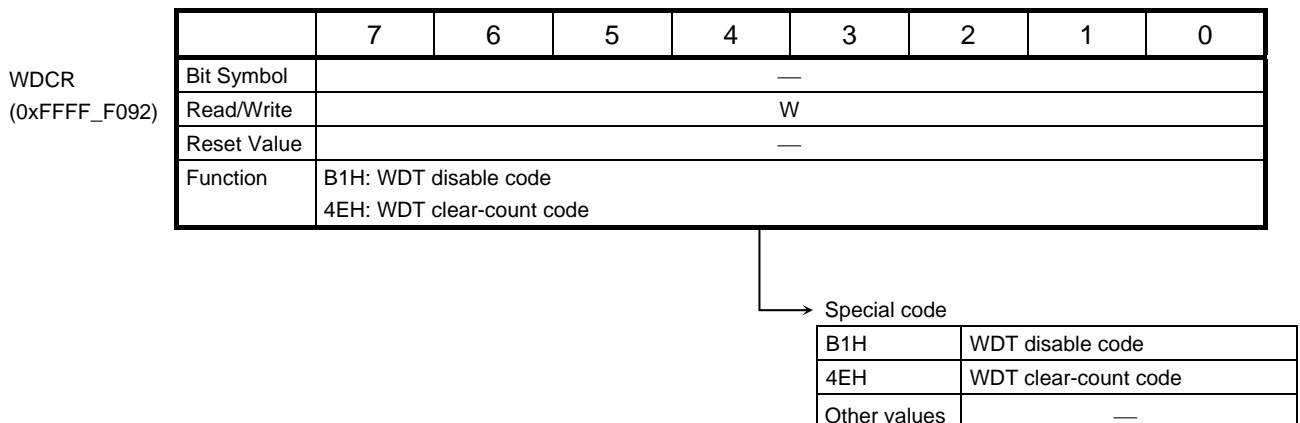 7 6 5 4 3 2 1 0
WDCR
(0xFFFF_F092)
Bit Symbol —
Read/Write W
Reset Value —
Function B1H: WDT disable code
4EH: WDT clear-count code
Special code
B1H WDT disable code
4EH WDT clear-count code
Other values —